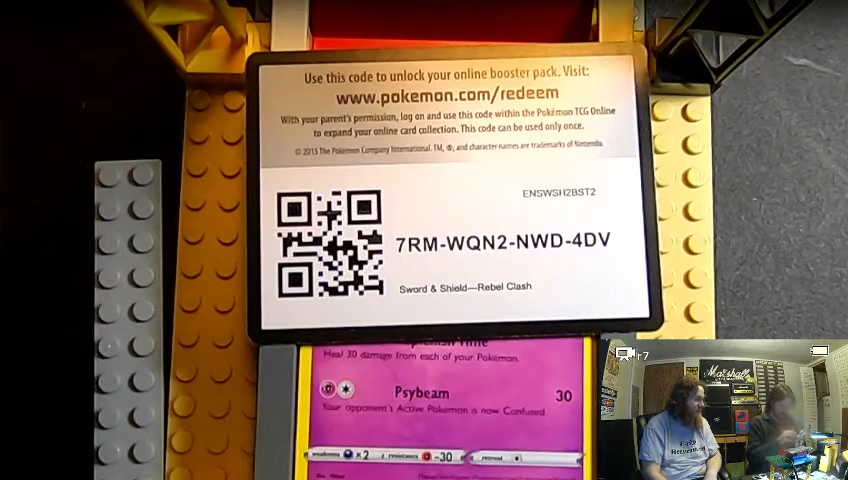 Use this code to unlock your online booster pack. Visit:
www.pokemon.com/redeem
With your parent's permission, log on and use this code within the Pokémon TCG Online
to expand your online card collection. This code can be used only once.
© 2015 The Pokémon Company International. TM, ®, and character names are trademarks of Nintendo.
ENSWSH2BST2
7RM-WQN2-NWD-4DV
Sword & Shield—Rebel Clash
Heal 30 damage from each of your Pokémon.
Psybeam 30
Your opponent's Active Pokémon is now Confused.
weakness ×2 resistance -30 retreat
r7
Marshall